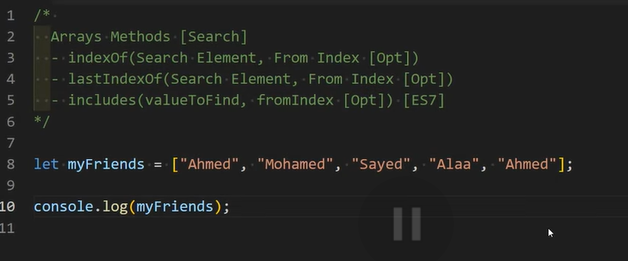 1 /*
2 Arrays Methods [Search]
3 - indexOf(Search Element, From Index [Opt])
4 - lastIndexOf(Search Element, From Index [Opt])
5 - includes(valueToFind, fromIndex [Opt]) [ES7]
6 */
7
8 let myFriends = ["Ahmed", "Mohamed", "Sayed", "Alaa", "Ahmed"];
9
10 console.log(myFriends);
11